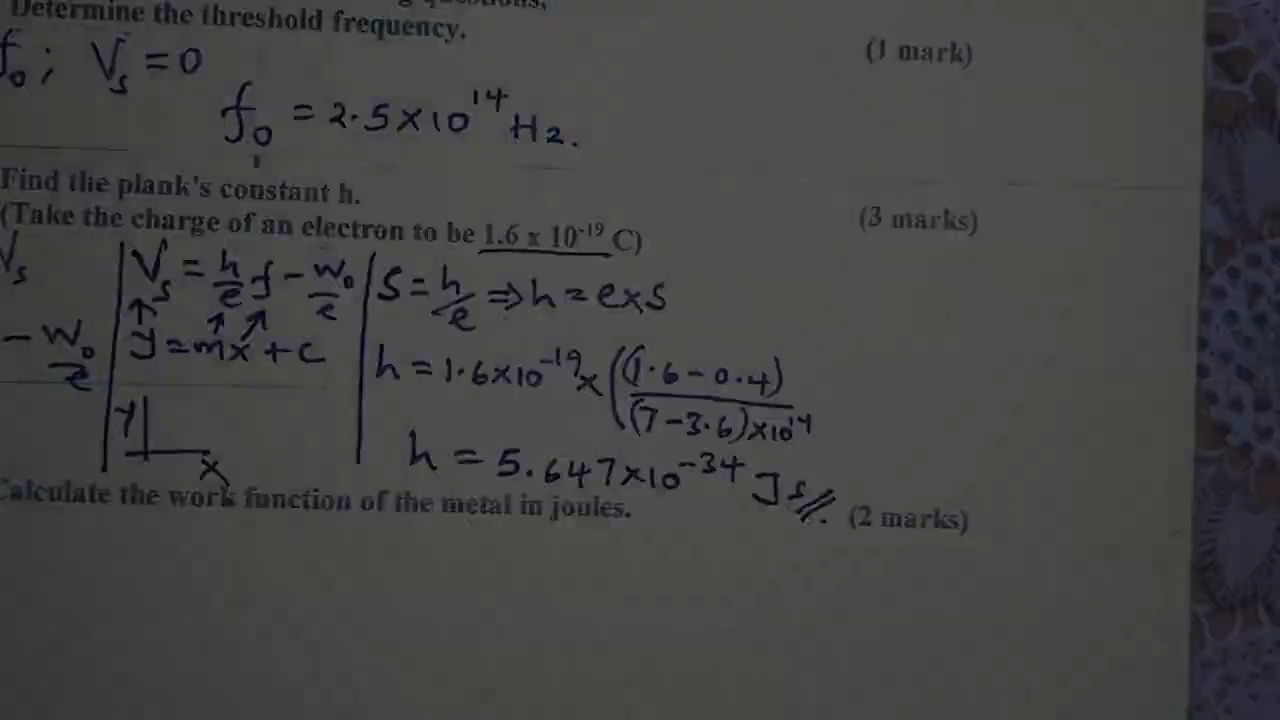 Determine the threshold frequency. (1 mark)
f₀ ; Vₛ = 0
f₀ = 2.5 × 10¹⁴ Hz.
Find the plank's constant h.
(Take the charge of an electron to be 1.6 x 10⁻¹⁹ C) (3 marks)
Vₛ
− W₀/e
Vₛ = h/e f − W₀/e
y = mx + c
Y
X
S = h/e ⇒ h = e×S
h = 1.6×10⁻¹⁹ × ((1.6 − 0.4)/(7 − 3.6)×10¹⁴
h = 5.647×10⁻³⁴ Js//.
Calculate the work function of the metal in joules. (2 marks)